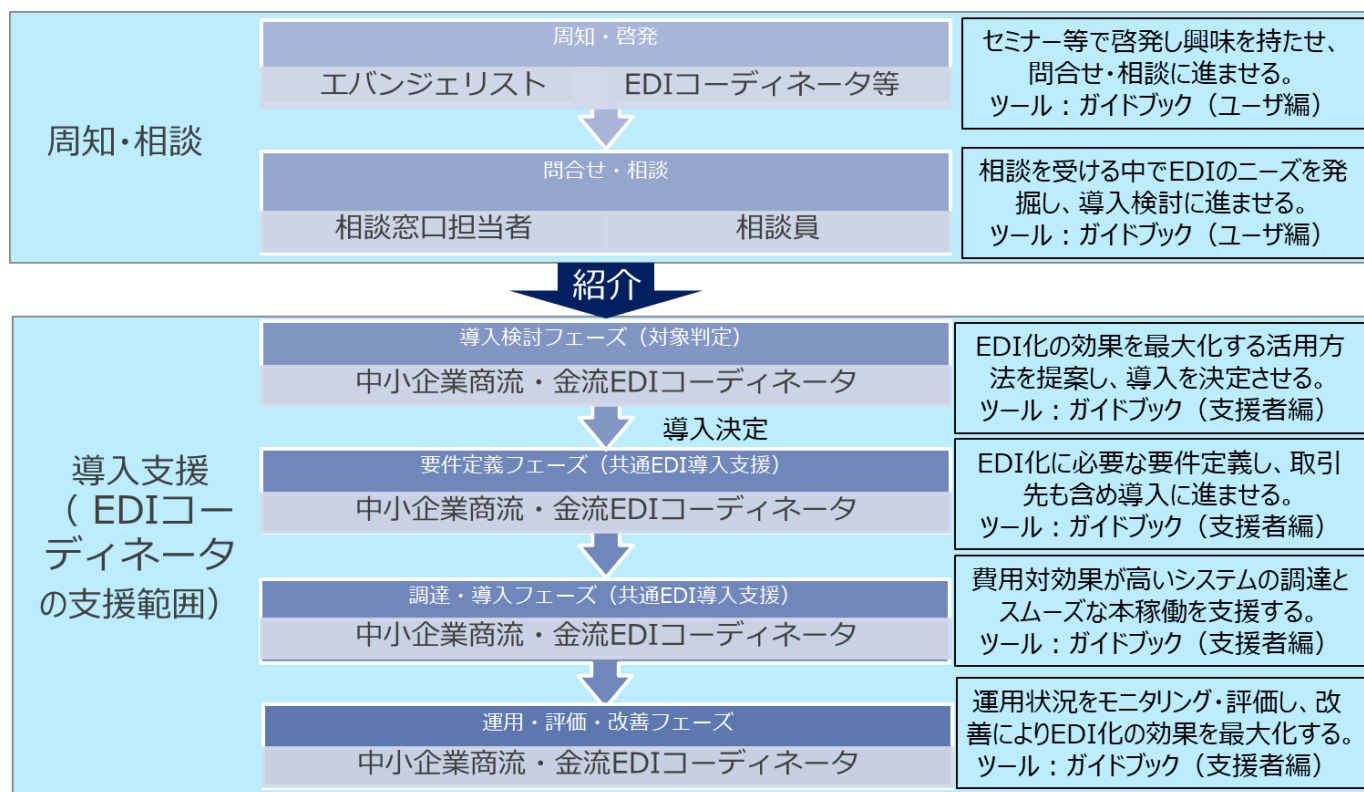 周知・相談
周知・啓発
エバンジェリスト
EDIコーディネータ等
セミナー等で啓発し興味を持たせ、
問合せ・相談に進ませる。
ツール：ガイドブック（ユーザ編）
問合せ・相談
相談窓口担当者
相談員
相談を受ける中でEDIのニーズを発
掘し、導入検討に進ませる。
ツール：ガイドブック（ユーザ編）
紹介
導入支援
（ EDIコー
ディネータ
の支援範囲）
導入検討フェーズ（対象判定）
中小企業商流・金流EDIコーディネータ
EDI化の効果を最大化する活用方
法を提案し、導入を決定させる。
ツール：ガイドブック（支援者編）
導入決定
要件定義フェーズ（共通EDI導入支援）
中小企業商流・金流EDIコーディネータ
EDI化に必要な要件定義し、取引
先も含め導入に進ませる。
ツール：ガイドブック（支援者編）
調達・導入フェーズ（共通EDI導入支援）
中小企業商流・金流EDIコーディネータ
費用対効果が高いシステムの調達と
スムーズな本稼働を支援する。
ツール：ガイドブック（支援者編）
運用・評価・改善フェーズ
中小企業商流・金流EDIコーディネータ
運用状況をモニタリング・評価し、改
善によりEDI化の効果を最大化する。
ツール：ガイドブック（支援者編）